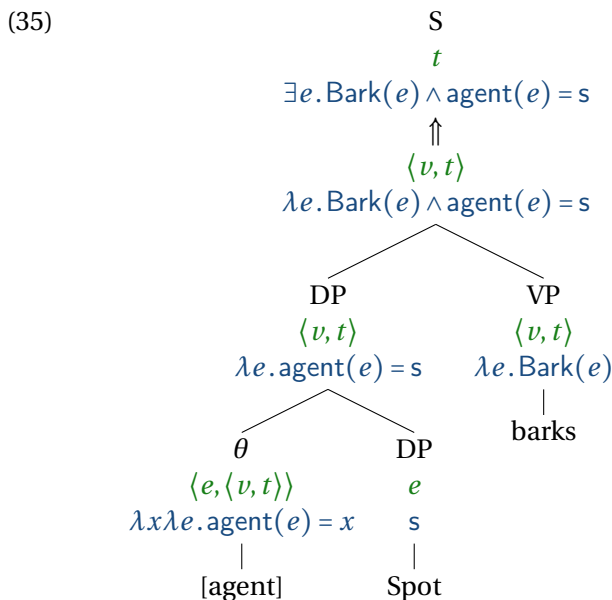 (35) S
t
∃e.Bark(e) ∧ agent(e) = s
⇑
⟨v, t⟩
λe.Bark(e) ∧ agent(e) = s
DP VP
⟨v, t⟩ ⟨v, t⟩
λe.agent(e) = s λe.Bark(e)
barks
θ DP
⟨e, ⟨v, t⟩⟩ e
λxλe.agent(e) = x s
[agent] Spot